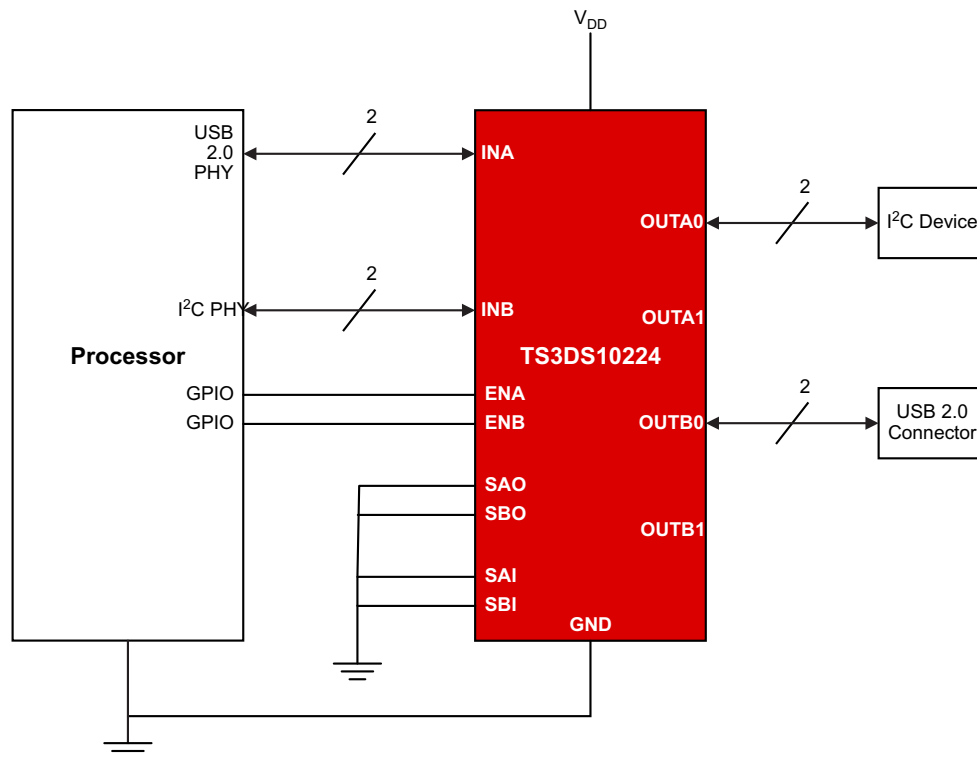 V_DD
USB
2.0
PHY
2
INA
2
OUTA0
I²C Device
I²C PHY
2
INB
OUTA1
Processor
TS3DS10224
GPIO
ENA
GPIO
ENB
2
OUTB0
USB 2.0
Connector
SAO
SBO
OUTB1
SAI
SBI
GND